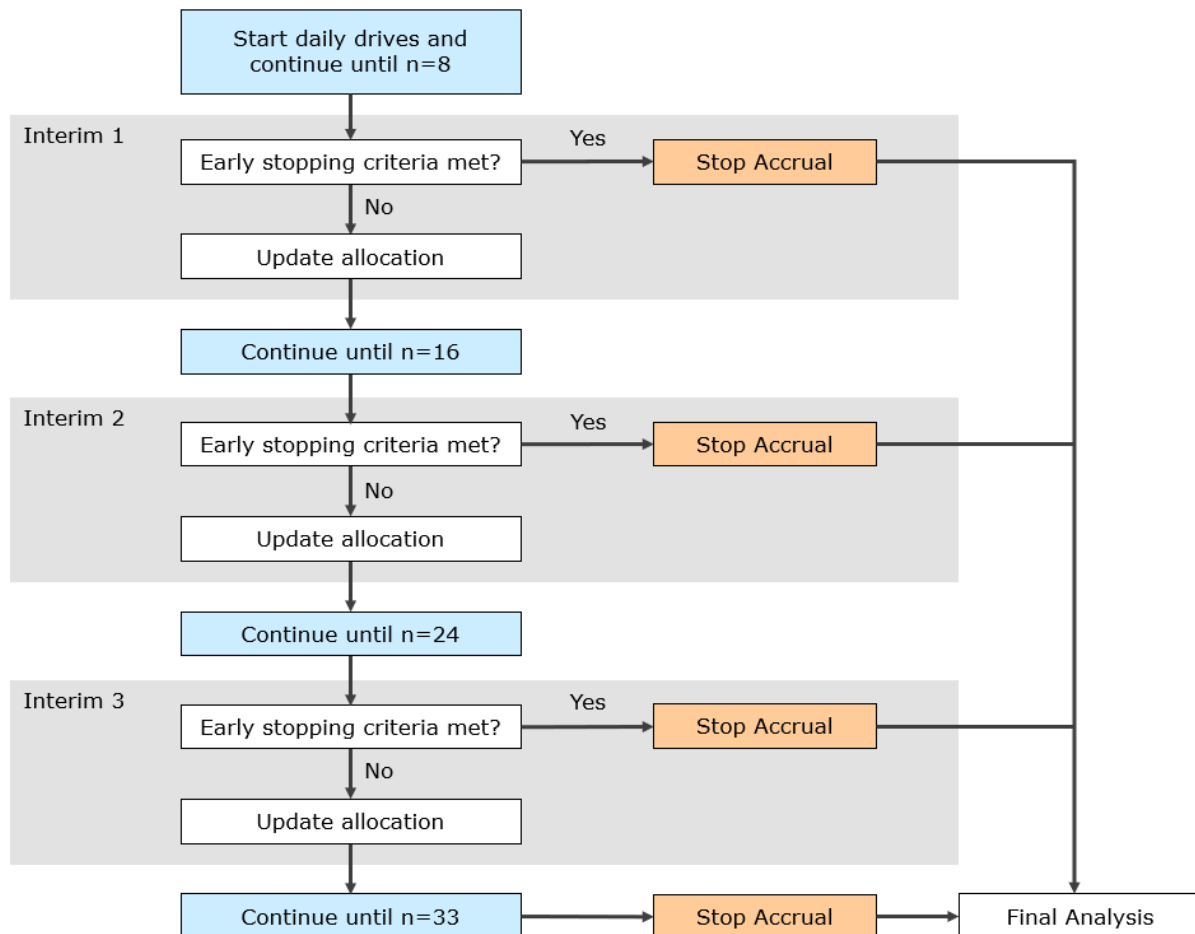 Start daily drives and
continue until n=8
Interim 1
Early stopping criteria met?
Yes
Stop Accrual
No
Update allocation
Continue until n=16
Interim 2
Early stopping criteria met?
Yes
Stop Accrual
No
Update allocation
Continue until n=24
Interim 3
Early stopping criteria met?
Yes
Stop Accrual
No
Update allocation
Continue until n=33
Stop Accrual
Final Analysis